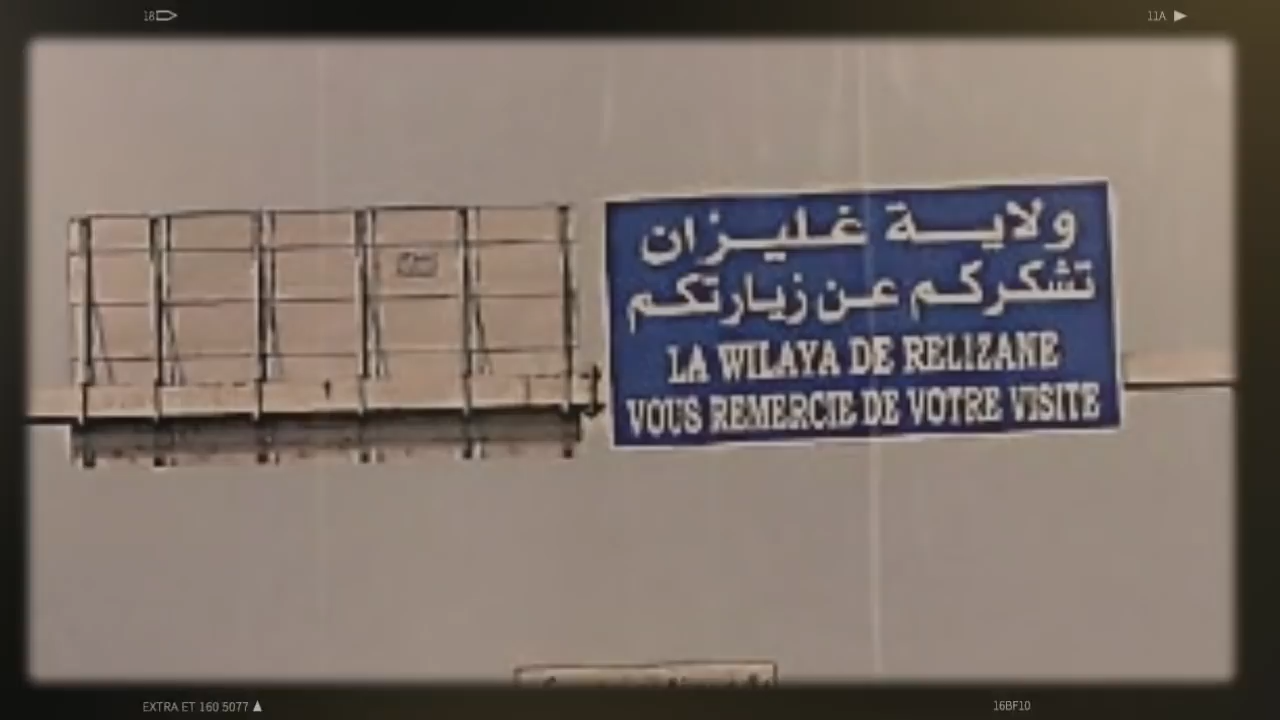 18
11A
ولاية غليزان
تشكركم عن زيارتكم
LA WILAYA DE RELIZANE
VOUS REMERCIE DE VOTRE VISITE
EXTRA ET 160 5077
16BF10